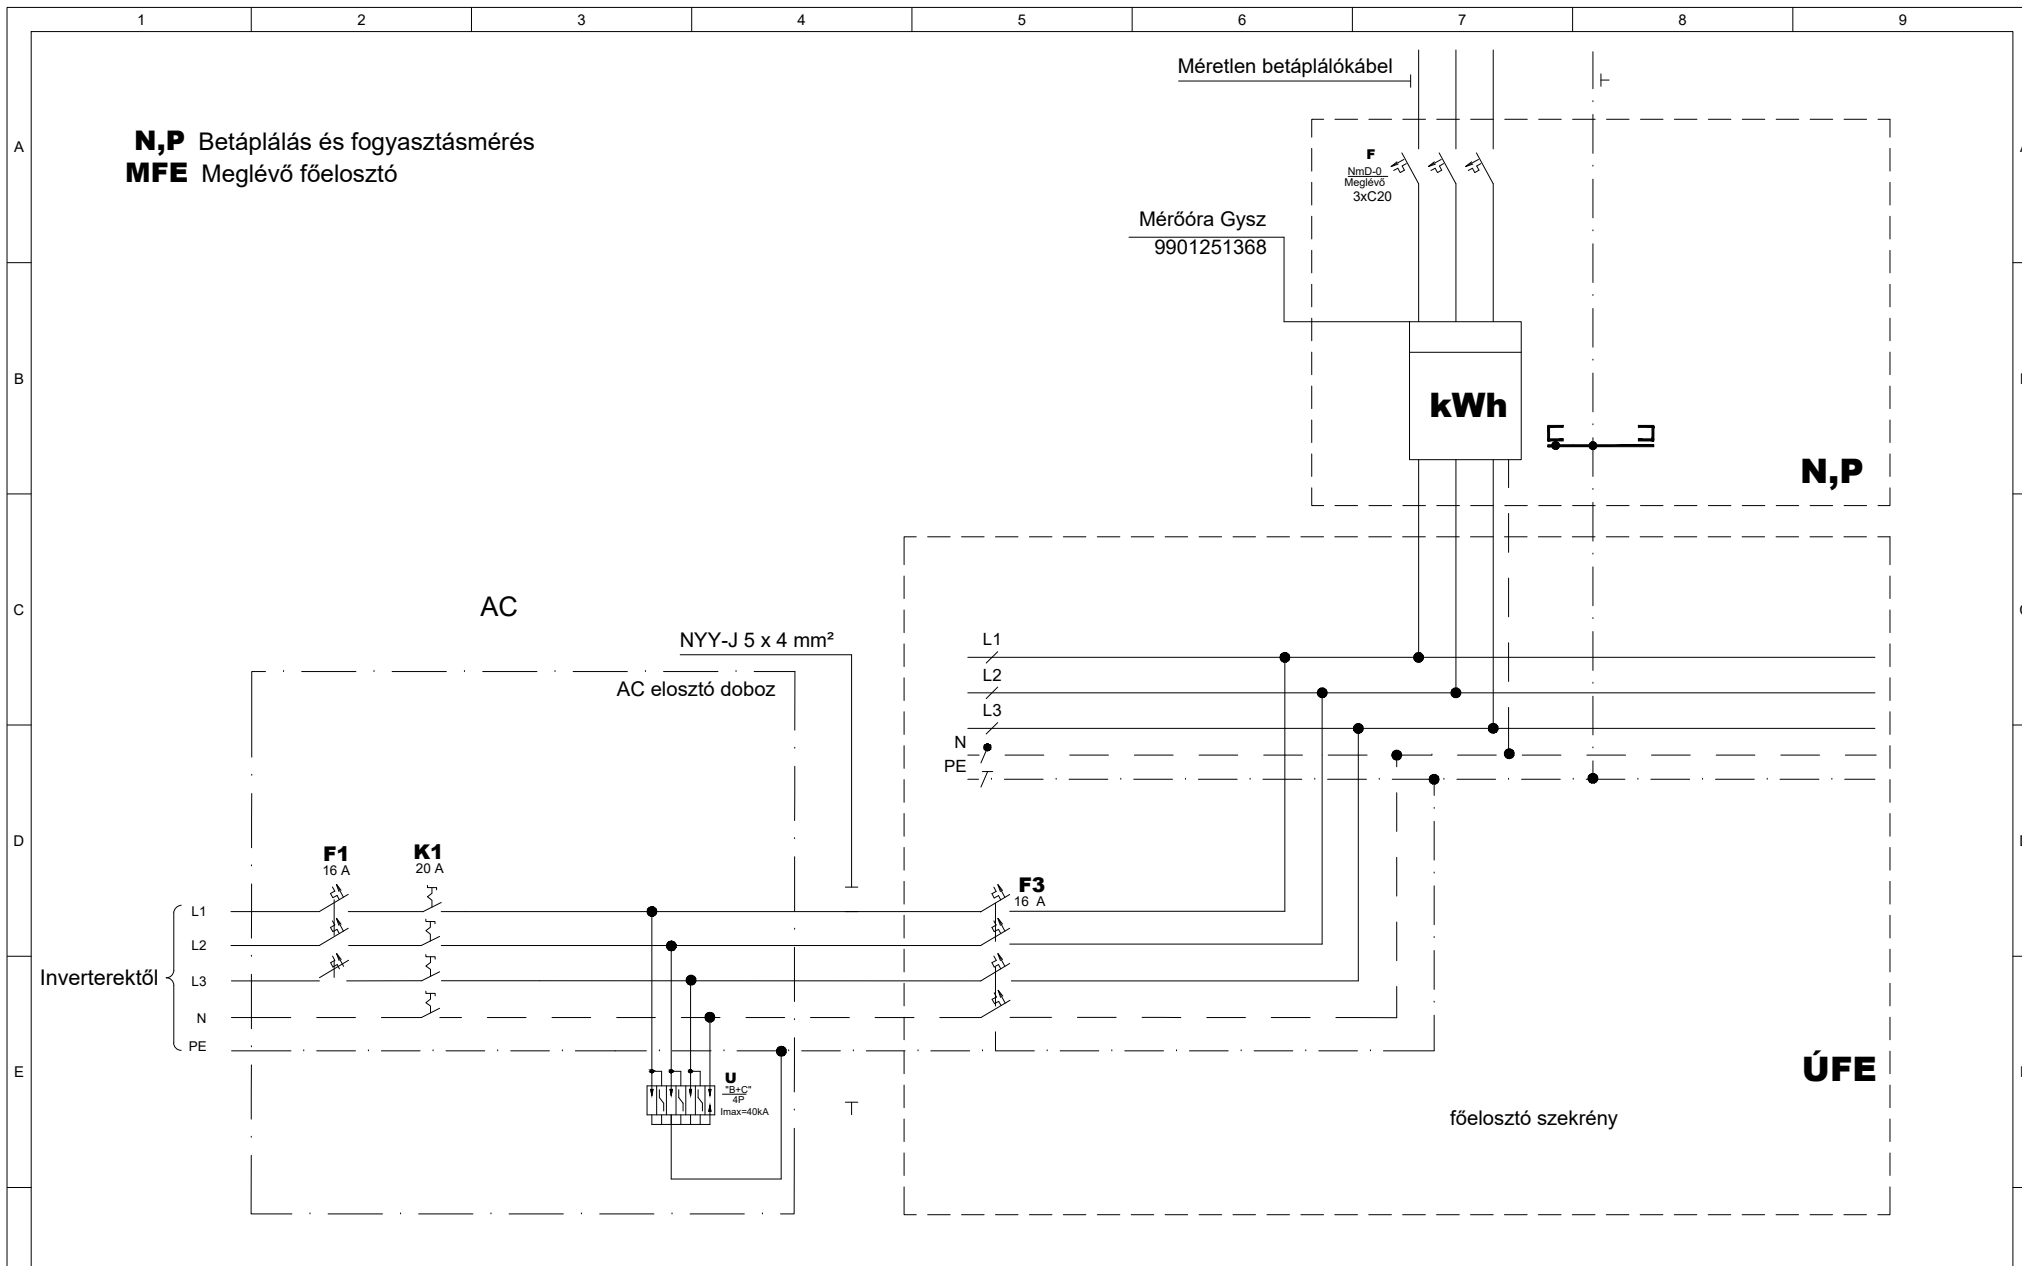 1 2 3 4 5 6 7 8 9
Méretlen betáplálókábel
A
N,P Betáplálás és fogyasztásmérés
MFE Meglévő főelosztó
F
NmD-0
Meglévő
3xC20
Mérőóra Gysz
9901251368
B
kWh
N,P
C
AC
NYY-J 5 x 4 mm²
AC elosztó doboz
L1
L2
L3
N
PE
D
F1
16 A
K1
20 A
F3
16 A
L1
L2
Inverterektől
L3
N
PE
E
U
"B+C"
4P
Imax=40kA
ÚFE
főelosztó szekrény